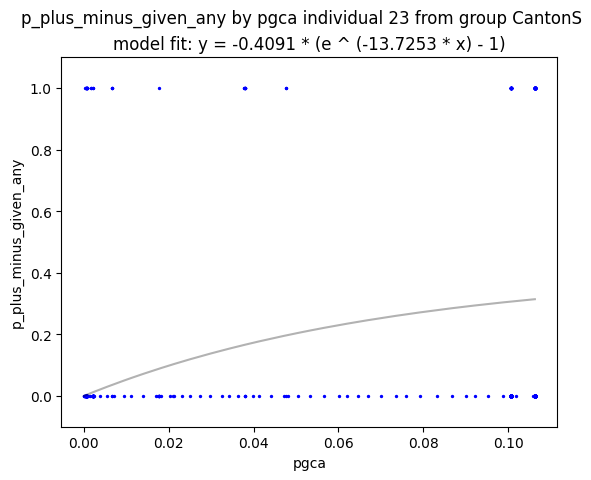 p_plus_minus_given_any by pgca individual 23 from group CantonS
model fit: y = -0.4091 * (e ^ (-13.7253 * x) - 1)
1.0
0.8
0.6
0.4
0.2
0.0
p_plus_minus_given_any
0.00 0.02 0.04 0.06 0.08 0.10
pgca